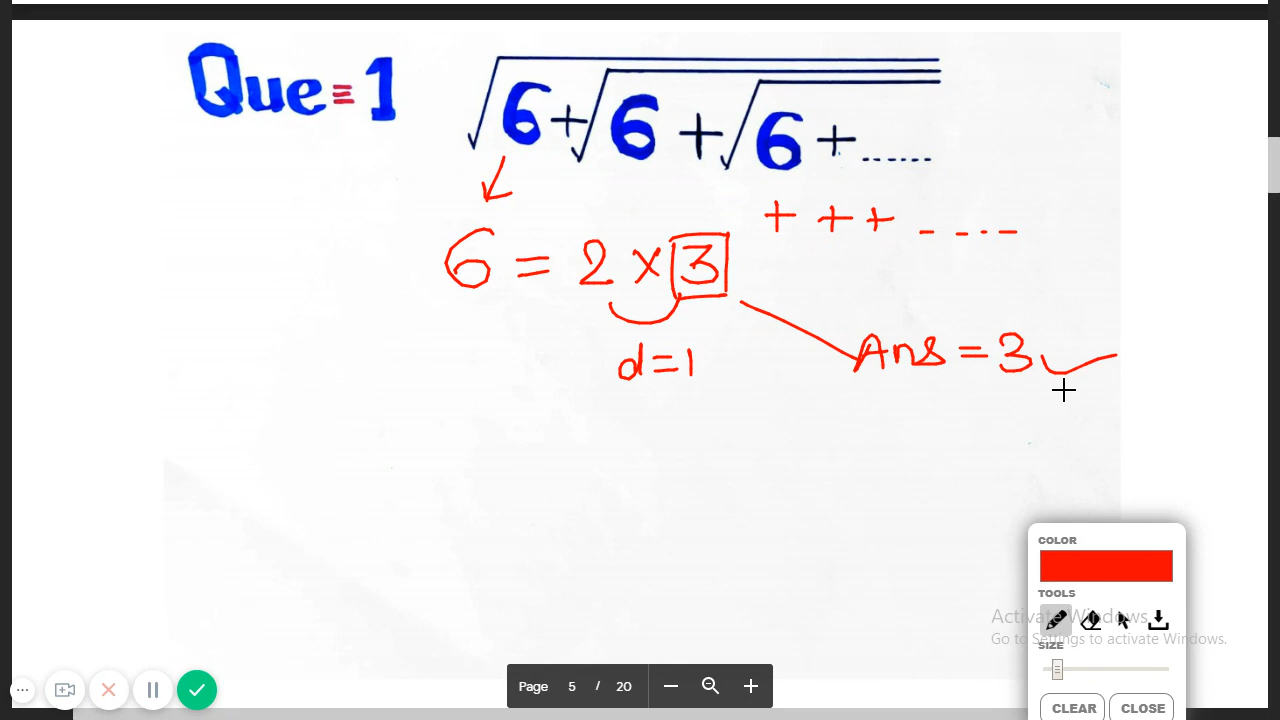 Que = 1 √6+√6+√6+......
+ + + - - - -
6 = 2 × 3
d=1
Ans = 3
COLOR
TOOLS
Activate Windows
Go to Settings to activate Windows.
SIZE
Page 5 / 20
CLEAR CLOSE